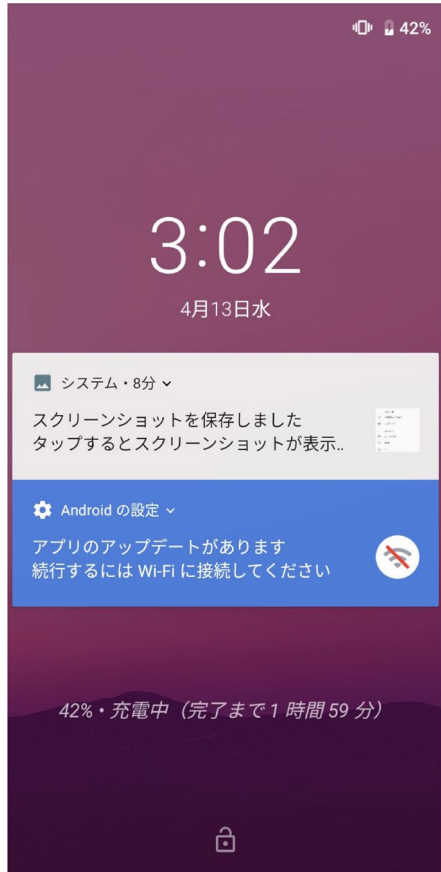 42%
3:02
4月13日水
システム・8分
スクリーンショットを保存しました
タップするとスクリーンショットが表示..
Android の設定
アプリのアップデートがあります
続行するには Wi-Fi に接続してください
42%・充電中（完了まで 1 時間 59 分）